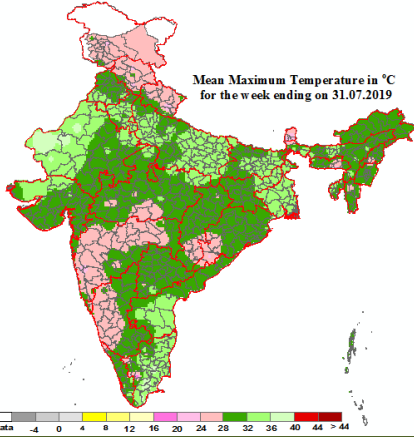 Mean Maximum Temperature in °C
for the week ending on 31.07.2019
ata -4 0 4 8 12 16 20 24 28 32 36 40 44 > 44